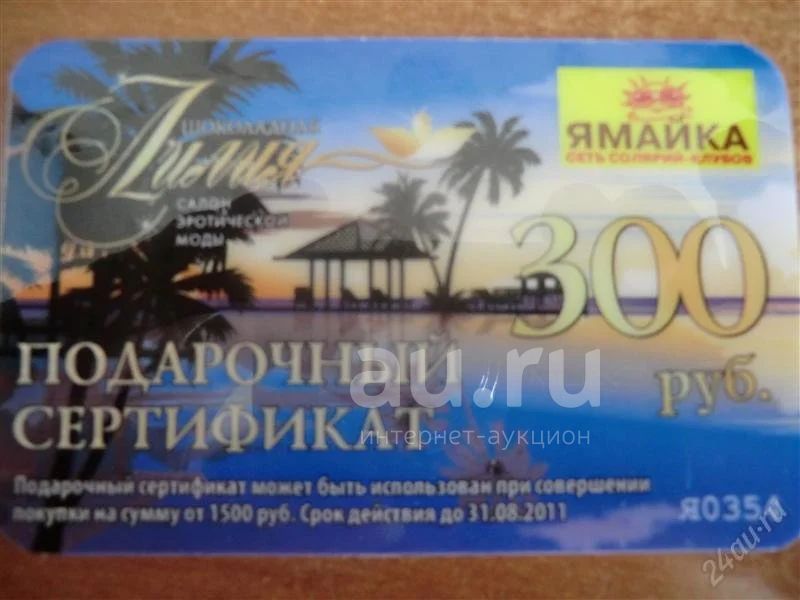 ШОКОЛАДНАЯ
Лилия
САЛОН
ЭРОТИЧЕСКОЙ
МОДЫ
ЯМАЙКА
СЕТЬ СОЛЯРИЙ-КЛУБОВ
300
руб.
ПОДАРОЧНЫЙ
СЕРТИФИКАТ
au.ru
интернет-аукцион
Подарочный сертификат может быть использован при совершении
покупки на сумму от 1500 руб. Срок действия до 31.08.2011
Я035А
24au.ru